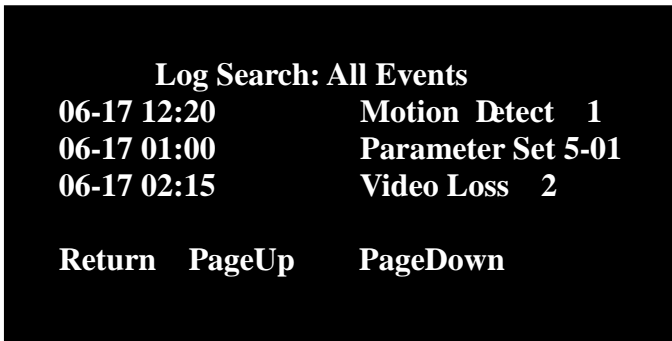 Log Search: All Events
06-17 12:20 Motion Detect 1
06-17 01:00 Parameter Set 5-01
06-17 02:15 Video Loss 2
Return PageUp PageDown